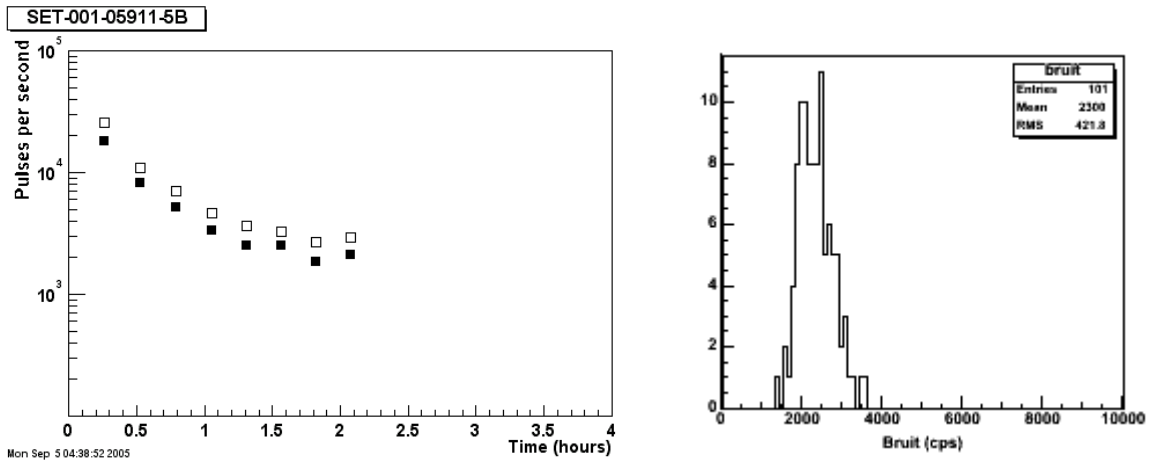 SET-001-05911-5B
Pulses per second
10^5
10^4
10^3
0 0.5 1 1.5 2 2.5 3 3.5 4
Time (hours)
Mon Sep 5 04:38:52 2005
bruit
Entries 101
Mean 2300
RMS 421.8
10
8
6
4
2
0
0 2000 4000 6000 8000 10000
Bruit (cps)